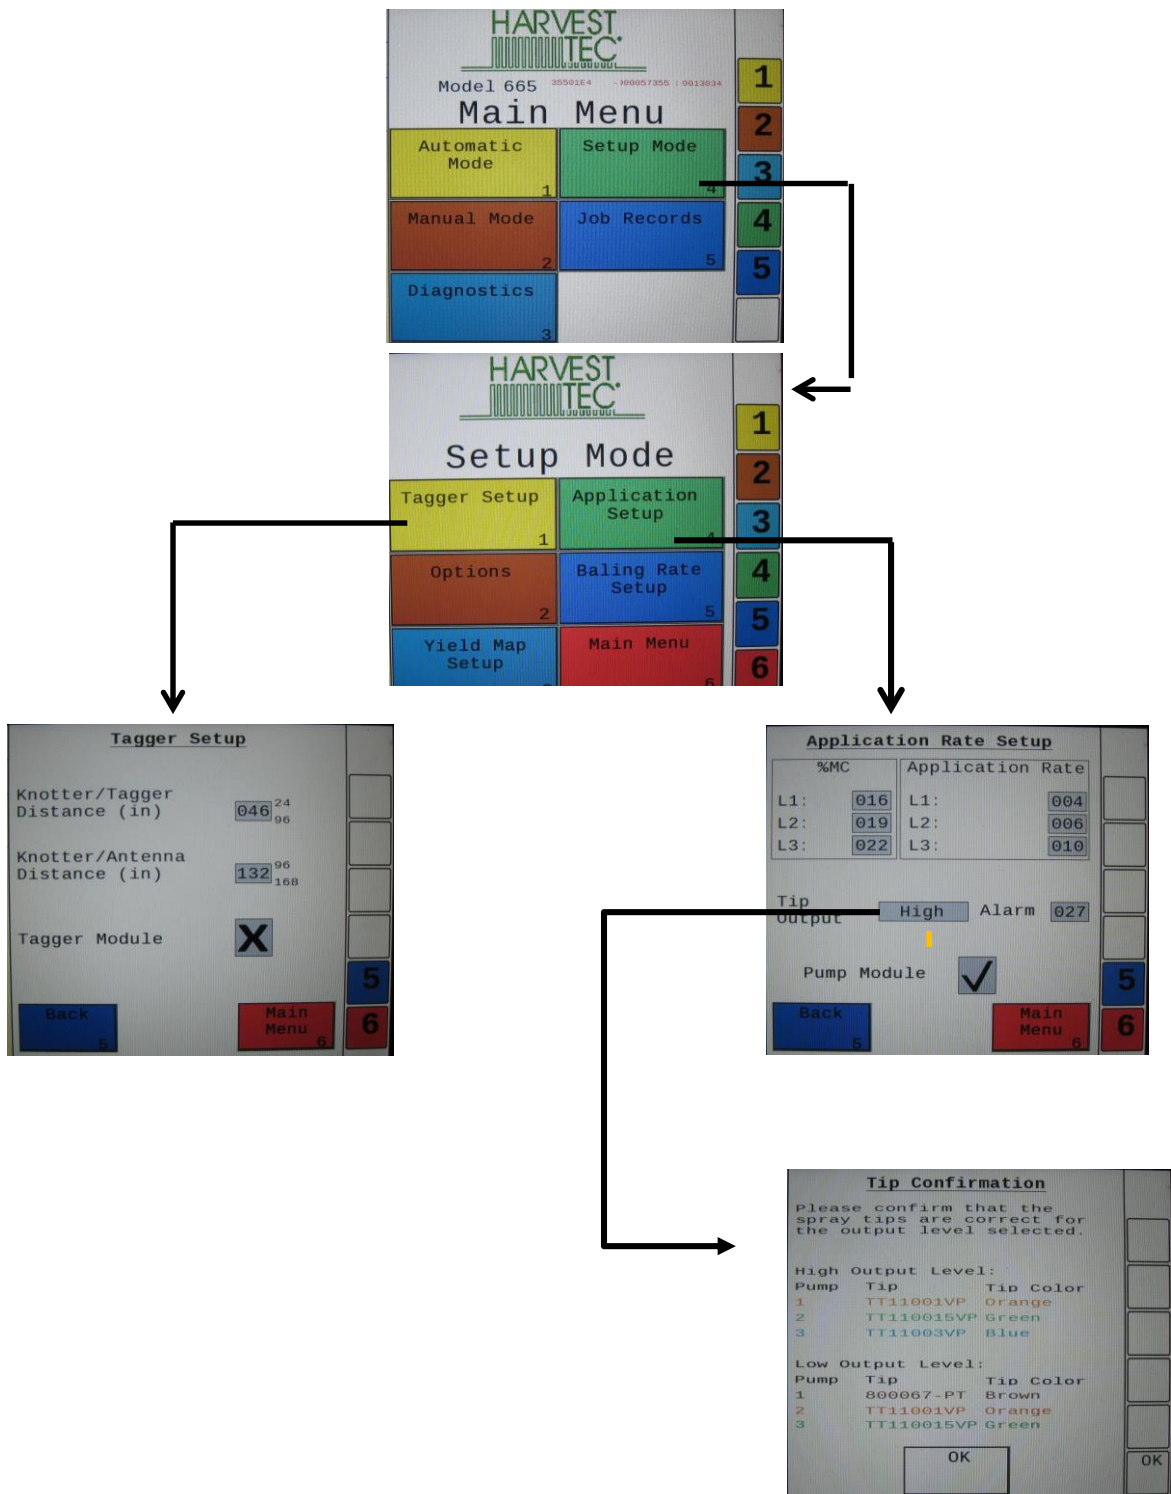 HARVEST
TEC
Model 665 35501E4 -)00057355 : 0013034
Main Menu
Automatic Mode 1
Setup Mode 4
Manual Mode 2
Job Records 5
Diagnostics 3
1
2
3
4
5
HARVEST
TEC
Setup Mode
Tagger Setup 1
Application Setup 4
Options 2
Baling Rate Setup 5
Yield Map Setup
Main Menu 6
1
2
3
4
5
6
Tagger Setup
Knotter/Tagger
Distance (in) 046 24 96
Knotter/Antenna
Distance (in) 132 96 168
Tagger Module X
Back 5
Main Menu 6
5
6
Application Rate Setup
%MC Application Rate
L1: 016 L1: 004
L2: 019 L2: 006
L3: 022 L3: 010
Tip Output High Alarm 027
Pump Module
Back 5
Main Menu 6
5
6
Tip Confirmation
Please confirm that the
spray tips are correct for
the output level selected.
High Output Level:
Pump Tip Tip Color
1 TT11001VP Orange
2 TT110015VP Green
3 TT11003VP Blue
Low Output Level:
Pump Tip Tip Color
1 800067-PT Brown
2 TT11001VP Orange
3 TT110015VP Green
OK
OK